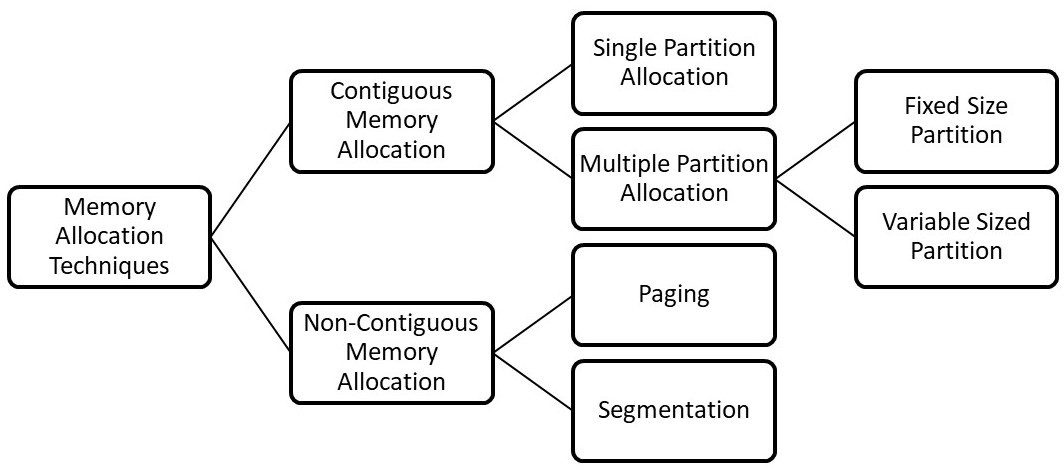 Memory
Allocation
Techniques
Contiguous
Memory
Allocation
Non-Contiguous
Memory
Allocation
Single Partition
Allocation
Multiple Partition
Allocation
Paging
Segmentation
Fixed Size
Partition
Variable Sized
Partition